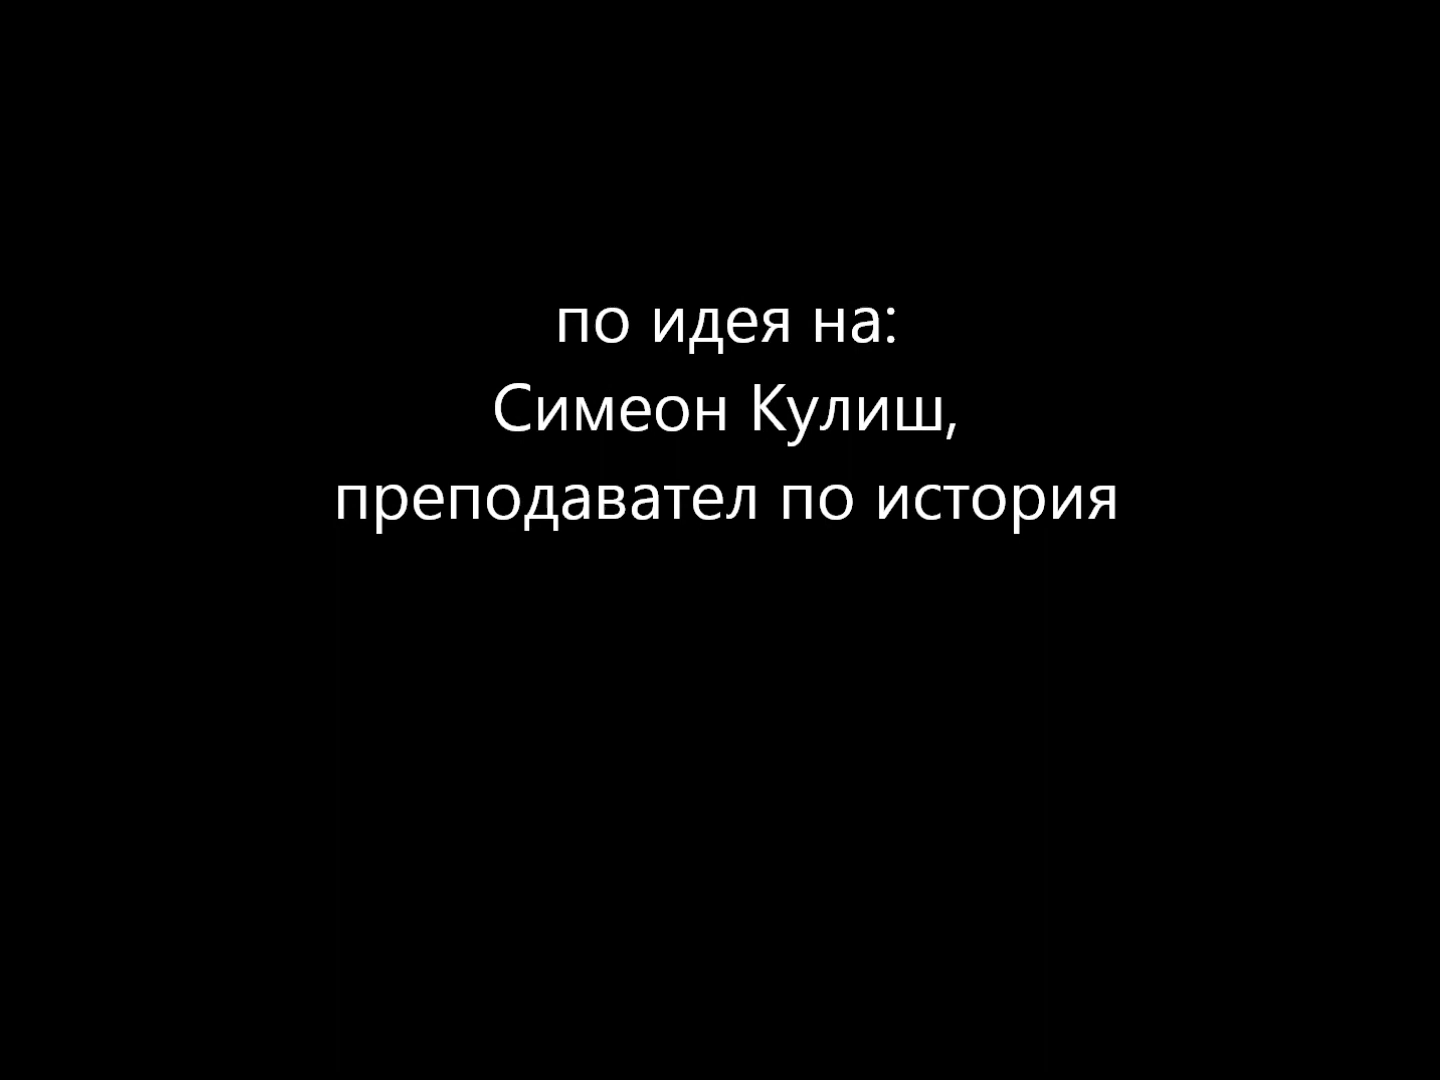 по идея на:
Симеон Кулиш,
преподавател по история